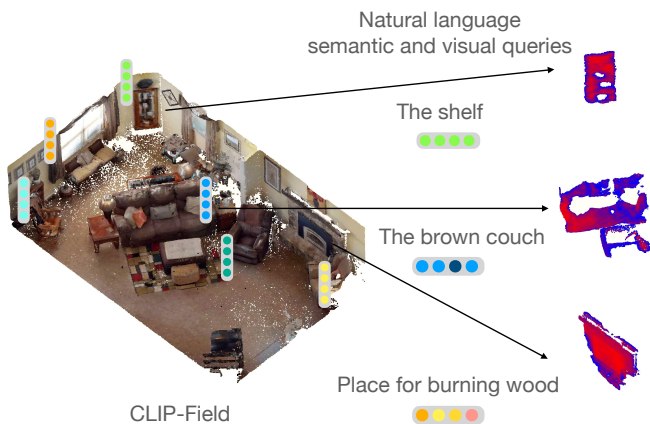 Natural language
semantic and visual queries
The shelf
The brown couch
Place for burning wood
CLIP-Field